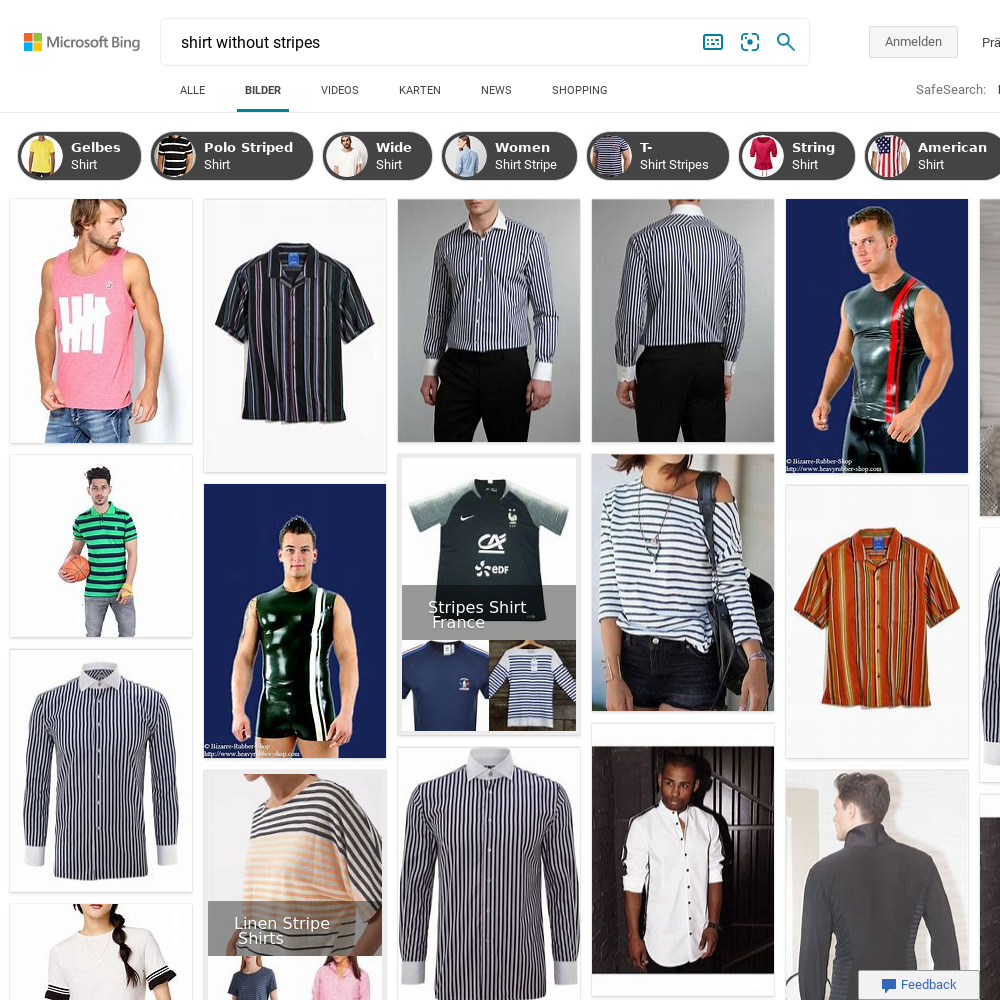 Microsoft Bing
shirt without stripes
Anmelden
Prä
ALLE
BILDER
VIDEOS
KARTEN
NEWS
SHOPPING
SafeSearch:
Gelbes
Shirt
Polo Striped
Shirt
Wide
Shirt
Women
Shirt Stripe
T-
Shirt Stripes
String
Shirt
American
Shirt
© Bizarre-Rubber-Shop
http://www.heavyrubber-shop.com
CA
eDF
Stripes Shirt
France
© Bizarre-Rubber-Shop
http://www.heavyrubber-shop.com
Linen Stripe
Shirts
Feedback